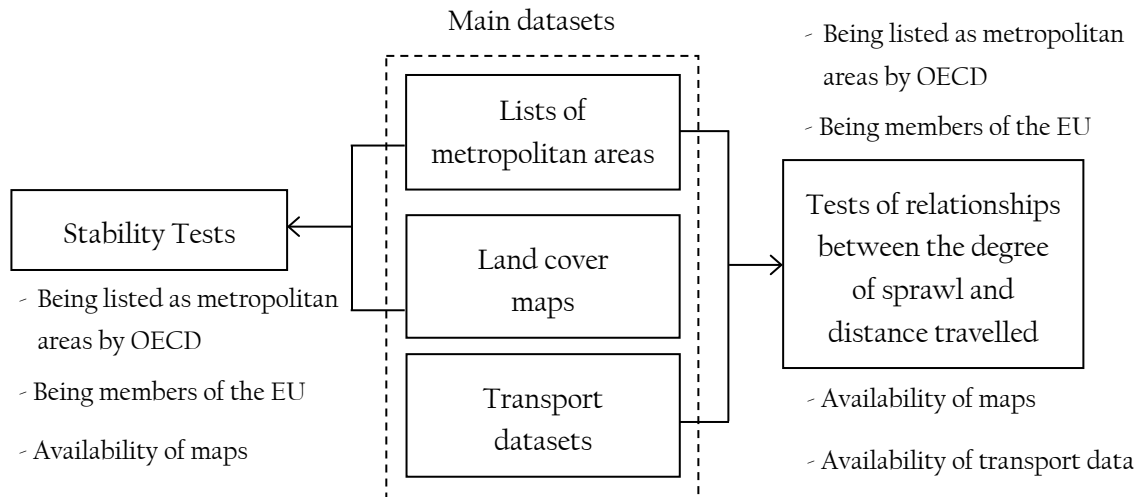 Main datasets
Lists of
metropolitan areas
Land cover
maps
Transport
datasets
Stability Tests
- Being listed as metropolitan
areas by OECD
- Being members of the EU
- Availability of maps
- Being listed as metropolitan
areas by OECD
- Being members of the EU
Tests of relationships
between the degree
of sprawl and
distance travelled
- Availability of maps
- Availability of transport data